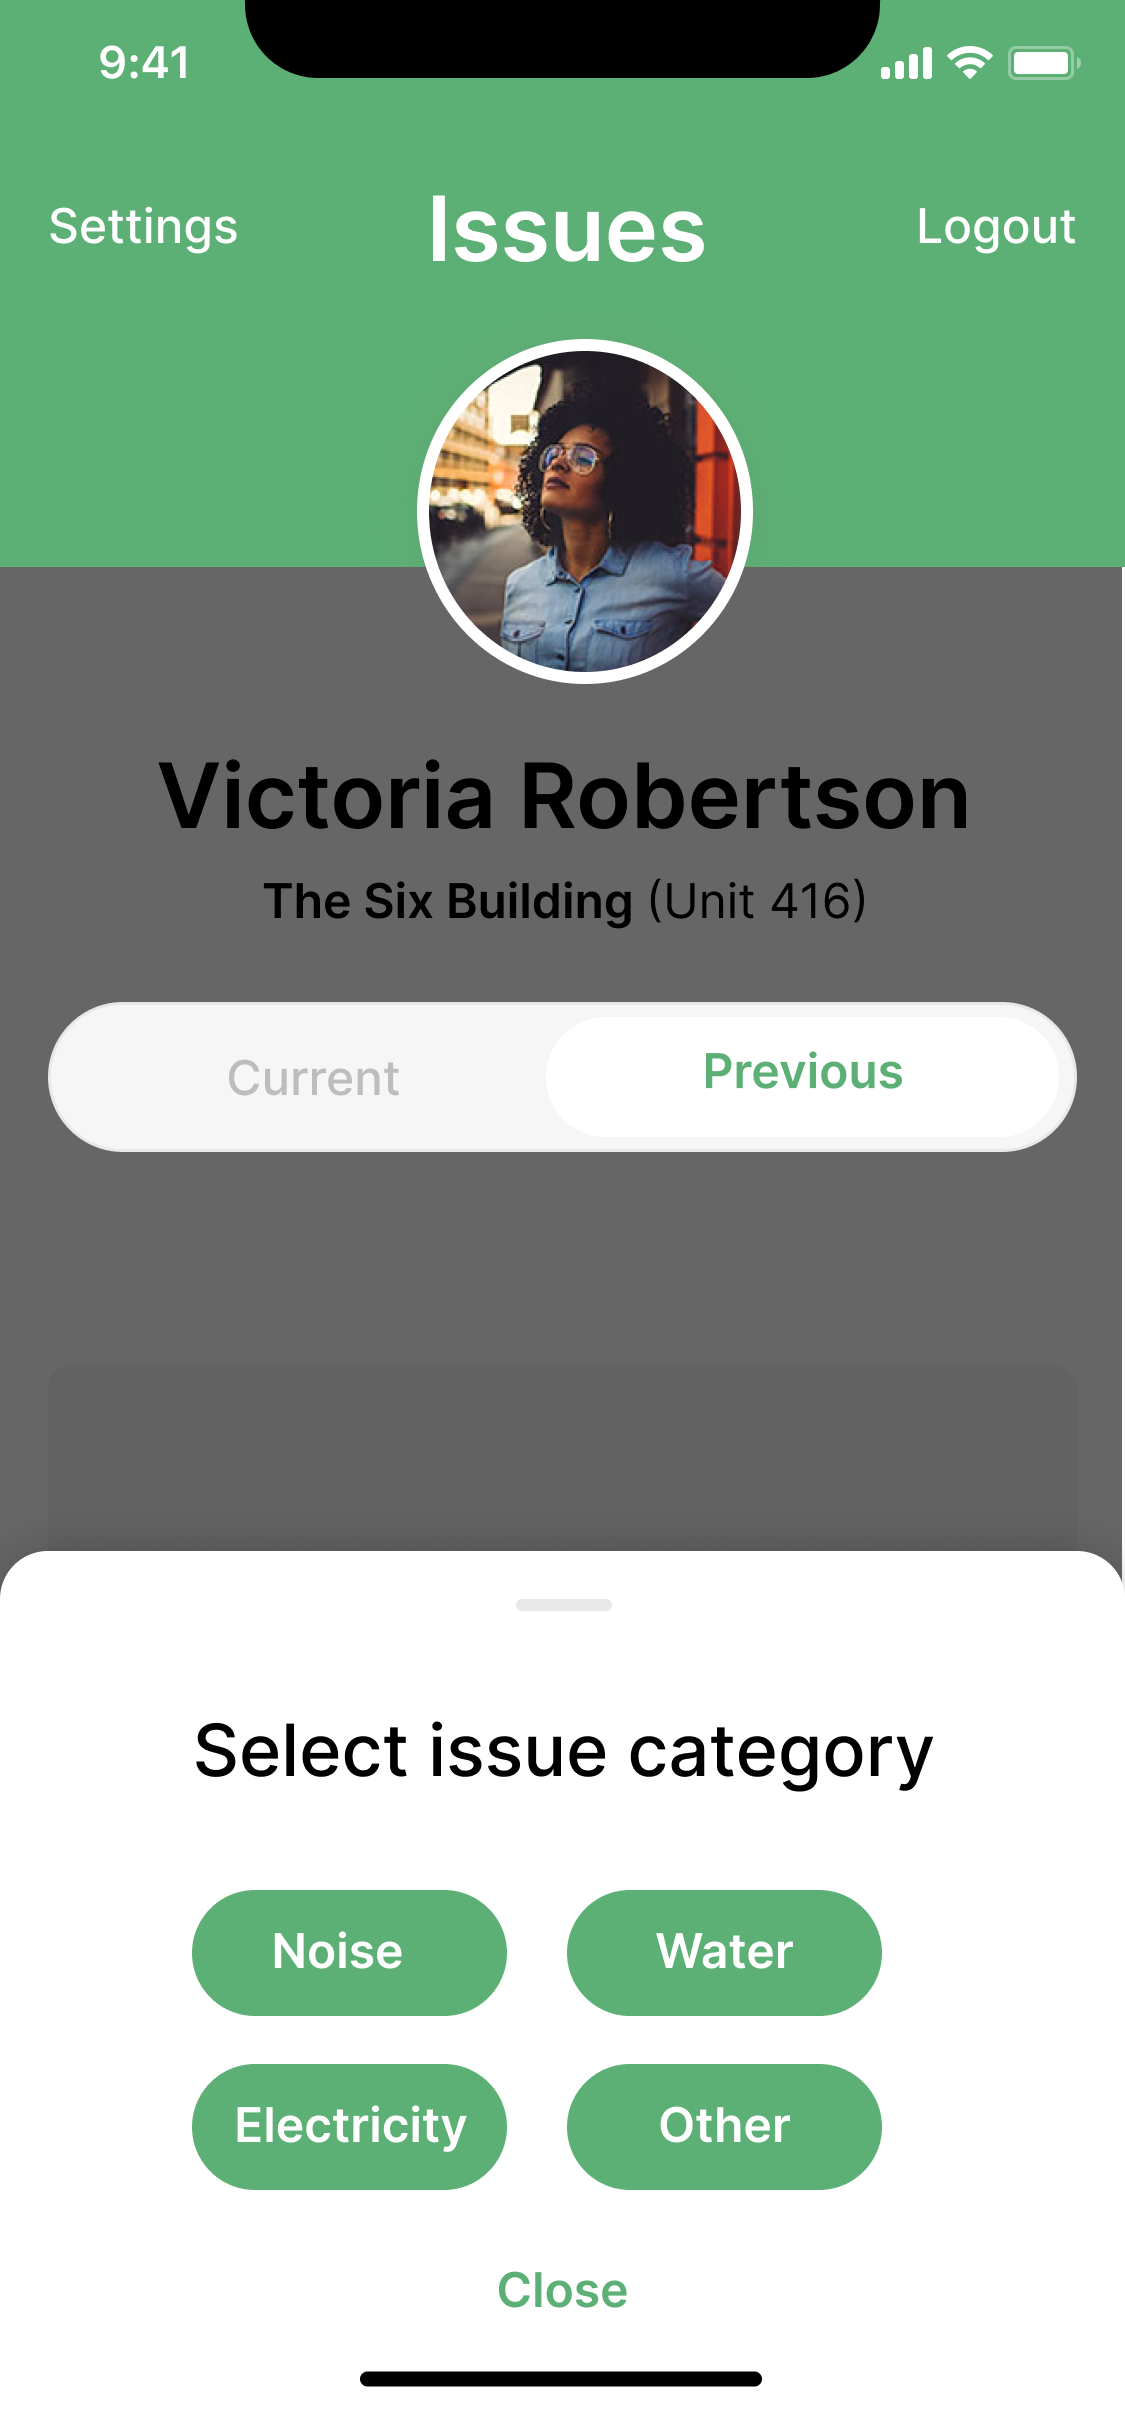 9:41
Settings Issues Logout
Victoria Robertson
The Six Building (Unit 416)
Current Previous
Select issue category
Noise Water
Electricity Other
Close